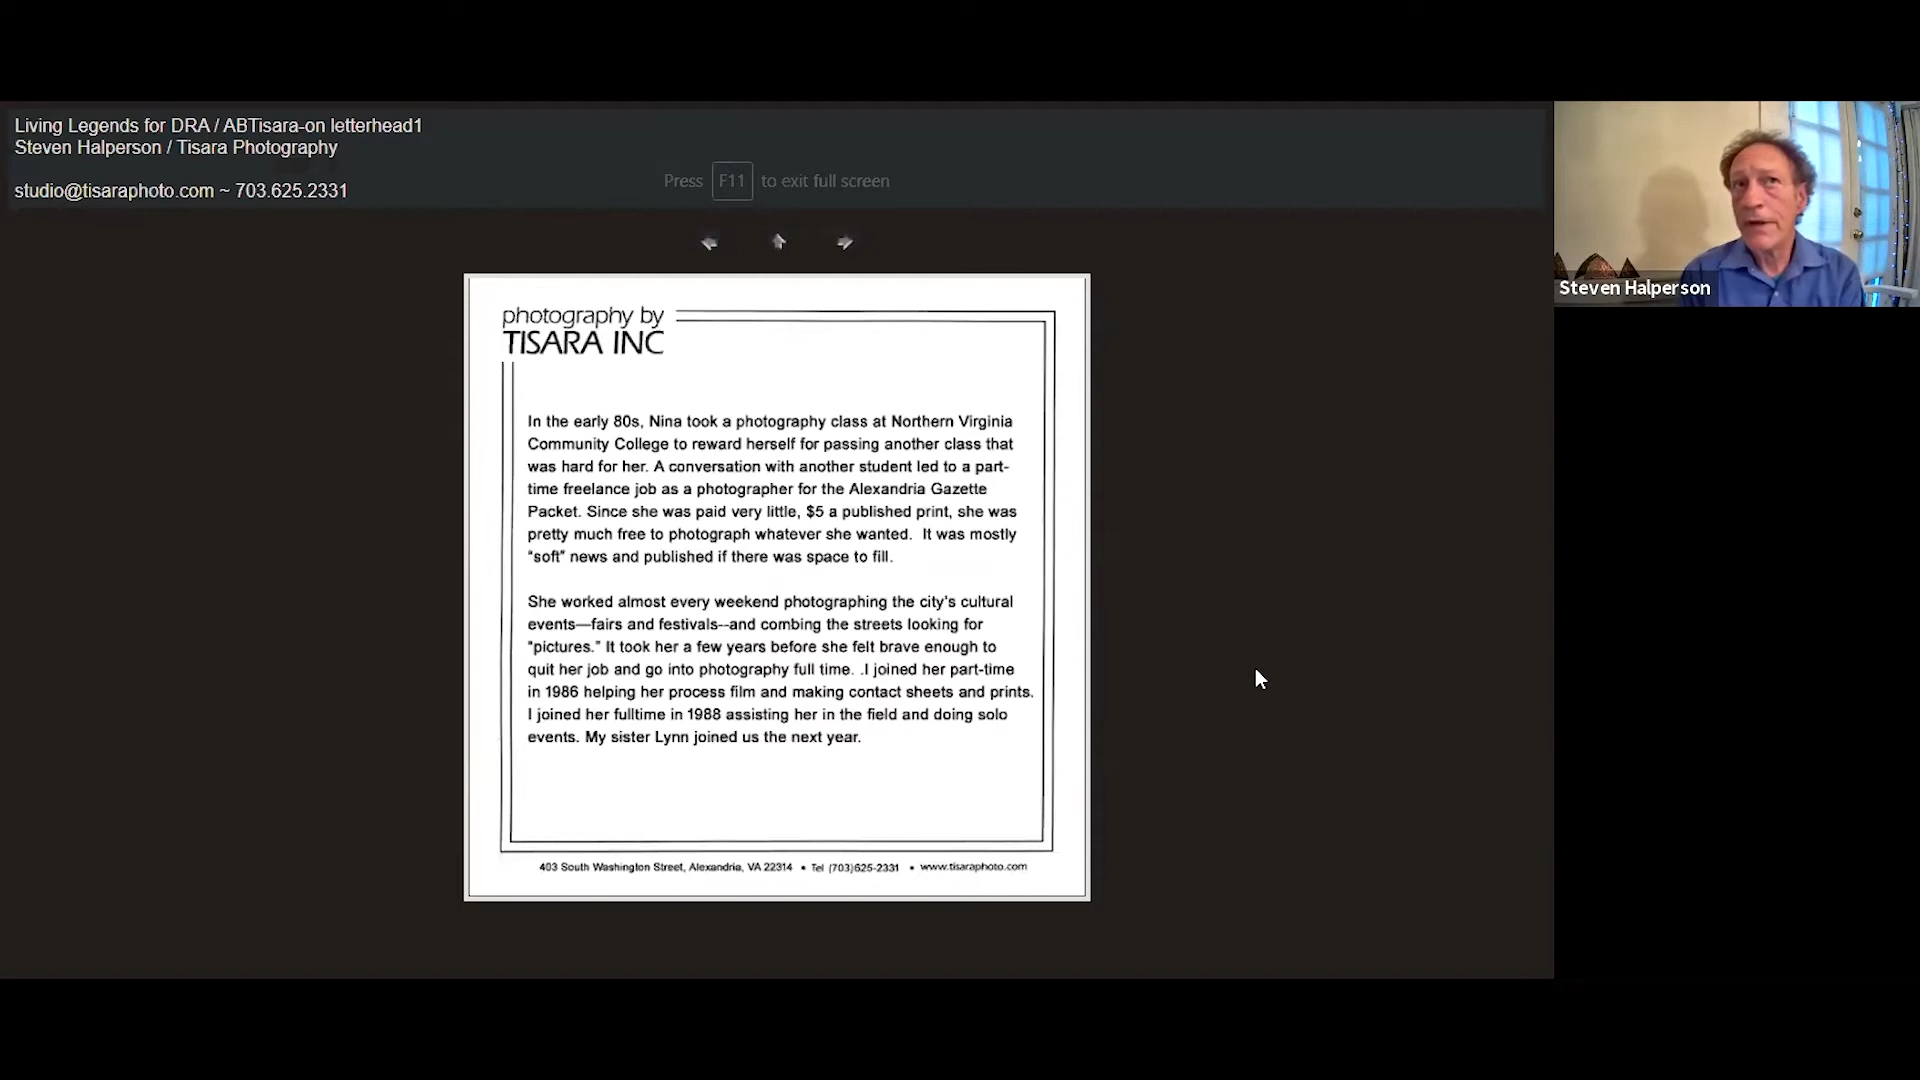 Living Legends for DRA / ABTisara-on letterhead1
Steven Halperson / Tisara Photography
studio@tisaraphoto.com ~ 703.625.2331
Press F11 to exit full screen
Steven Halperson
photography by
TISARA INC
In the early 80s, Nina took a photography class at Northern Virginia
Community College to reward herself for passing another class that
was hard for her. A conversation with another student led to a part-
time freelance job as a photographer for the Alexandria Gazette
Packet. Since she was paid very little, $5 a published print, she was
pretty much free to photograph whatever she wanted.  It was mostly
"soft" news and published if there was space to fill.
She worked almost every weekend photographing the city's cultural
events—fairs and festivals--and combing the streets looking for
"pictures." It took her a few years before she felt brave enough to
quit her job and go into photography full time. .I joined her part-time
in 1986 helping her process film and making contact sheets and prints.
I joined her fulltime in 1988 assisting her in the field and doing solo
events. My sister Lynn joined us the next year.
403 South Washington Street, Alexandria, VA 22314 • Tel (703)625-2331 • www.tisaraphoto.com